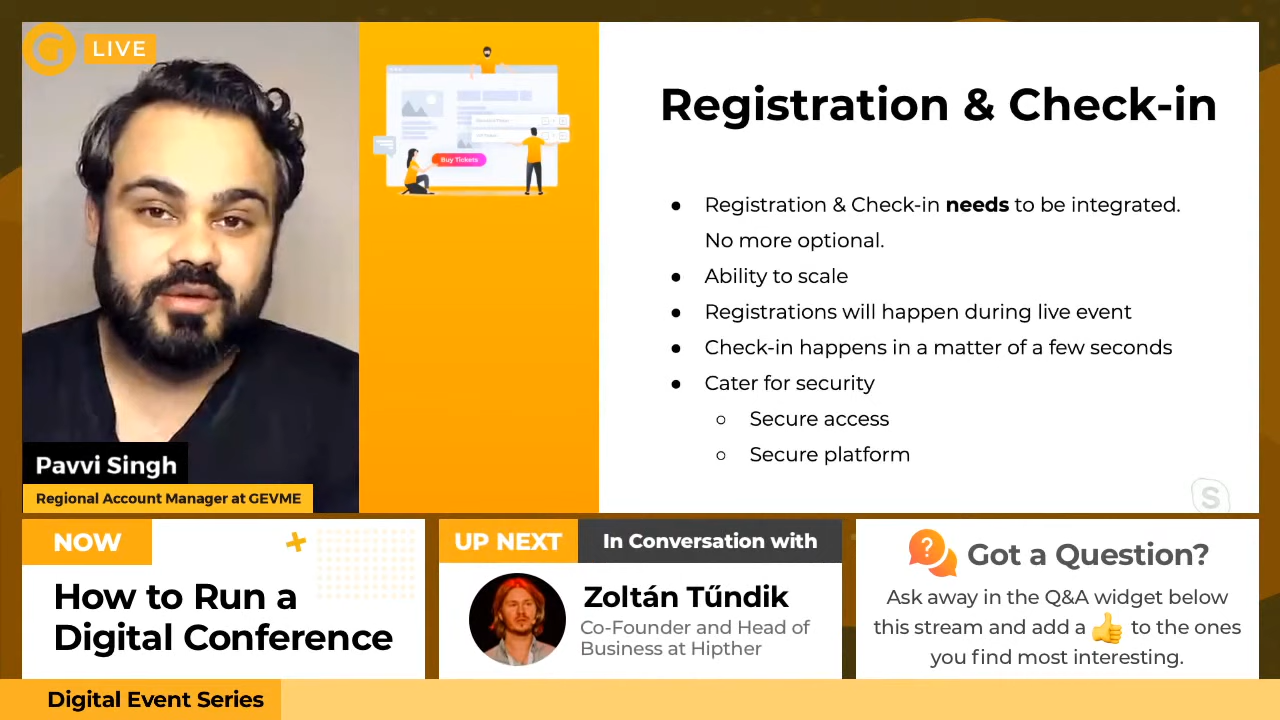 G LIVE
Buy Tickets
Pavvi Singh
Regional Account Manager at GEVME
Registration & Check-in
Registration & Check-in needs to be integrated.
No more optional.
Ability to scale
Registrations will happen during live event
Check-in happens in a matter of a few seconds
Cater for security
Secure access
Secure platform
S
NOW
How to Run a
Digital Conference
UP NEXT
In Conversation with
Zoltán Tűndik
Co-Founder and Head of
Business at Hipther
?
Got a Question?
Ask away in the Q&A widget below
this stream and add a 👍 to the ones
you find most interesting.
Digital Event Series